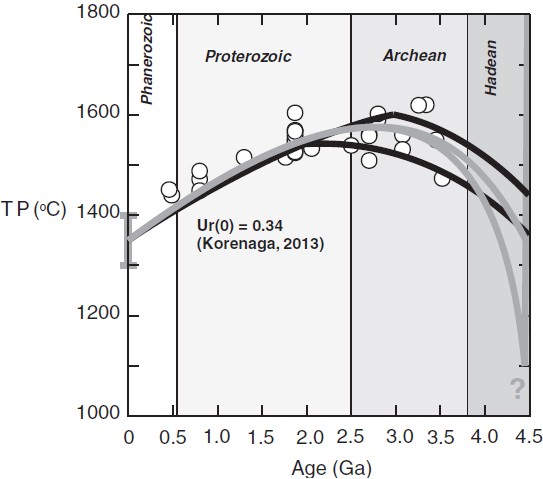 1800
1600
1400
1200
1000
TP (ºC)
Phanerozoic
Proterozoic
Archean
Hadean
Ur(0) = 0.34
(Korenaga, 2013)
?
0 0.5 1.0 1.5 2.0 2.5 3.0 3.5 4.0 4.5
Age (Ga)